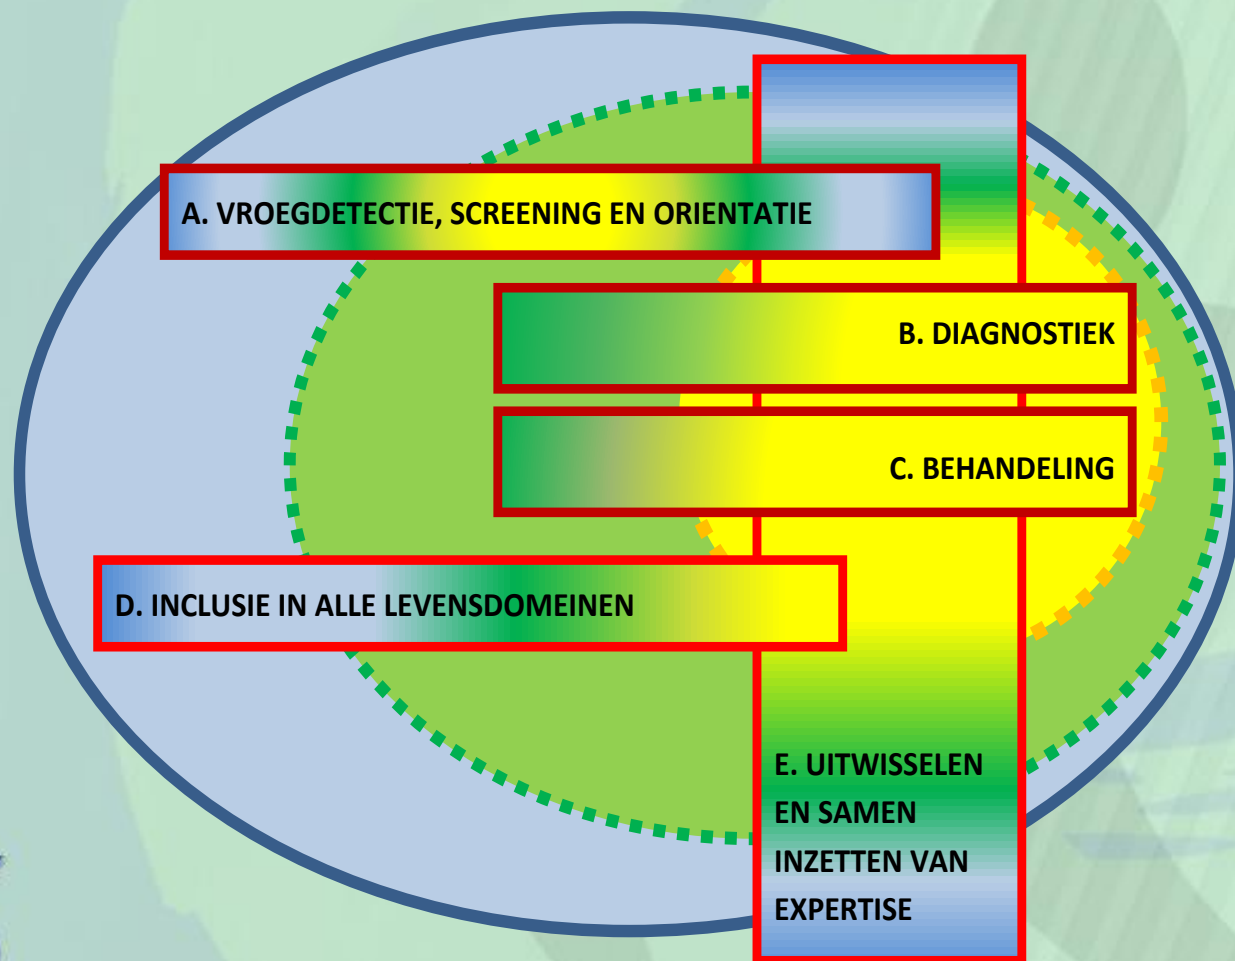 A. VROEGDETECTIE, SCREENING EN ORIENTATIE
B. DIAGNOSTIEK
C. BEHANDELING
D. INCLUSIE IN ALLE LEVENSDOMEINEN
E. UITWISSELEN
EN SAMEN
INZETTEN VAN
EXPERTISE